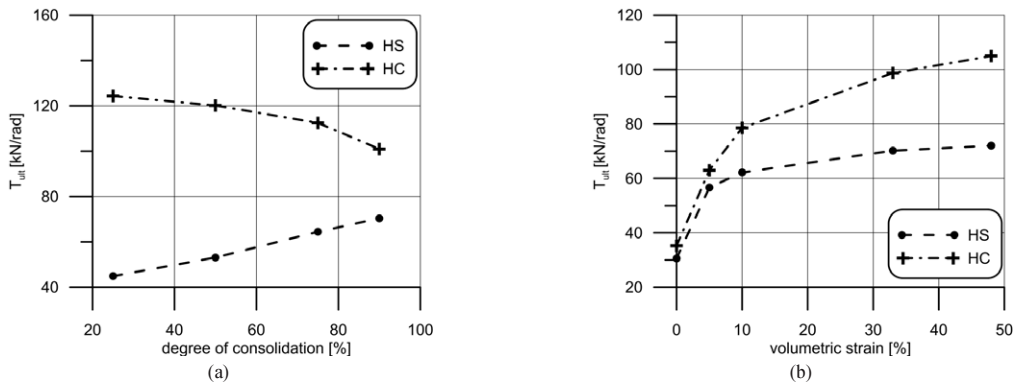 160
120
80
40
T_ult [kN/rad]
HS
HC
20 40 60 80 100
degree of consolidation [%]
(a)
120
100
80
60
40
20
T_ult [kN/rad]
HS
HC
0 10 20 30 40 50
volumetric strain [%]
(b)